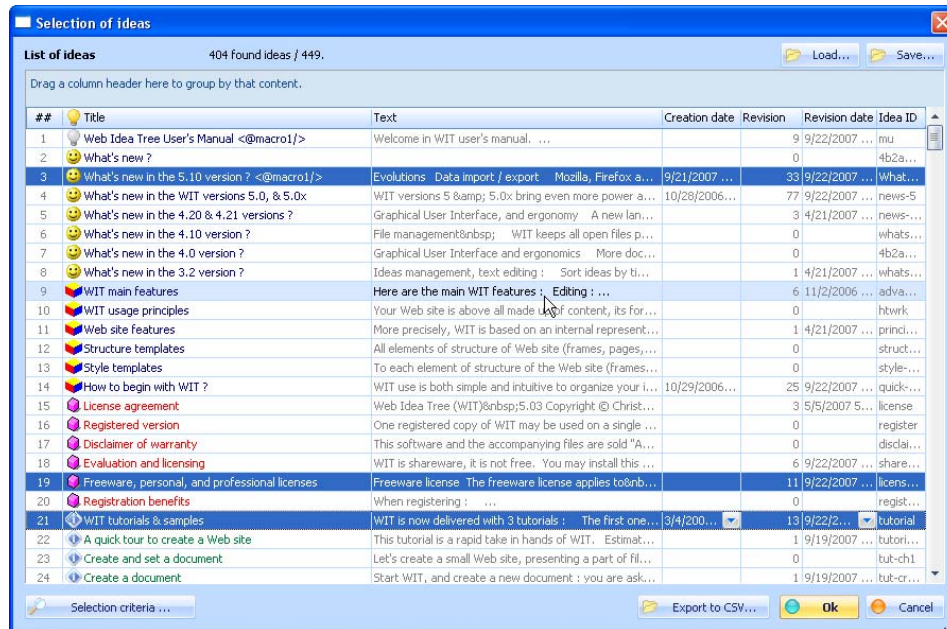 Selection of ideas
List of ideas 404 found ideas / 449. Load... Save...
Drag a column header here to group by that content.
## Title Text Creation date Revision Revision date Idea ID
1 Web Idea Tree User's Manual <@macro1/> Welcome in WIT user's manual. ... 9 9/22/2007 ... mu
2 What's new ? 0 4b2a...
3 What's new in the 5.10 version ? <@macro1/> Evolutions Data import / export Mozilla, Firefox a... 9/21/2007 ... 33 9/22/2007 ... What...
4 What's new in the WIT versions 5.0, & 5.0x WIT versions 5 &amp; 5.0x bring even more power a... 10/28/2006... 77 9/22/2007 ... news-5
5 What's new in the 4.20 & 4.21 versions ? Graphical User Interface, and ergonomy A new lan... 3 4/21/2007 ... news-...
6 What's new in the 4.10 version ? File management&nbsp; WIT keeps all open files p... 0 whats...
7 What's new in the 4.0 version ? Graphical User Interface and ergonomics More doc... 0 4b2a...
8 What's new in the 3.2 version ? Ideas management, text editing : Sort ideas by ti... 1 4/21/2007 ... whats...
9 WIT main features Here are the main WIT features : Editing : ... 6 11/2/2006 ... adva...
10 WIT usage principles Your Web site is above all made up of content, its for... 0 htwrk
11 Web site features More precisely, WIT is based on an internal represent... 1 4/21/2007 ... princi...
12 Structure templates All elements of structure of Web site (frames, pages,... 0 struct...
13 Style templates To each element of structure of the Web site (frames... 0 style-...
14 How to begin with WIT ? WIT use is both simple and intuitive to organize your i... 10/29/2006... 25 9/22/2007 ... quick-...
15 License agreement Web Idea Tree (WIT)&nbsp;5.03 Copyright © Christ... 3 5/5/2007 5... license
16 Registered version One registered copy of WIT may be used on a single ... 0 register
17 Disclaimer of warranty This software and the accompanying files are sold "A... 0 disclai...
18 Evaluation and licensing WIT is shareware, it is not free. You may install this ... 6 9/22/2007 ... share...
19 Freeware, personal, and professional licenses Freeware license The freeware license applies to&nb... 11 9/22/2007 ... licens...
20 Registration benefits When registering : ... 0 regist...
21 WIT tutorials & samples WIT is now delivered with 3 tutorials : The first one... 3/4/200... 13 9/22/2... tutorial
22 A quick tour to create a Web site This tutorial is a rapid take in hands of WIT. Estimat... 1 9/19/2007 ... tutori...
23 Create and set a document Let's create a small Web site, presenting a part of fil... 0 tut-ch1
24 Create a document Start WIT, and create a new document : you are ask... 1 9/19/2007 ... tut-cr...
Selection criteria ... Export to CSV... Ok Cancel